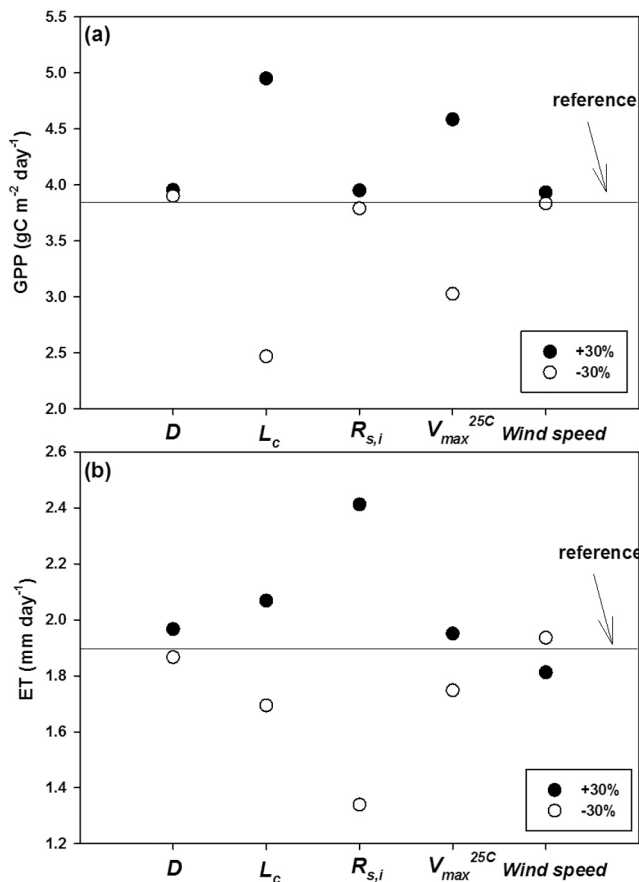 (a)
5.5
5.0
4.5
4.0
3.5
3.0
2.5
2.0
GPP (gC m⁻² day⁻¹)
reference
+30%
-30%
D L_c R_s,i V_max^25C Wind speed
(b)
2.6
2.4
2.2
2.0
1.8
1.6
1.4
1.2
ET (mm day⁻¹)
reference
+30%
-30%
D L_c R_s,i V_max^25C Wind speed